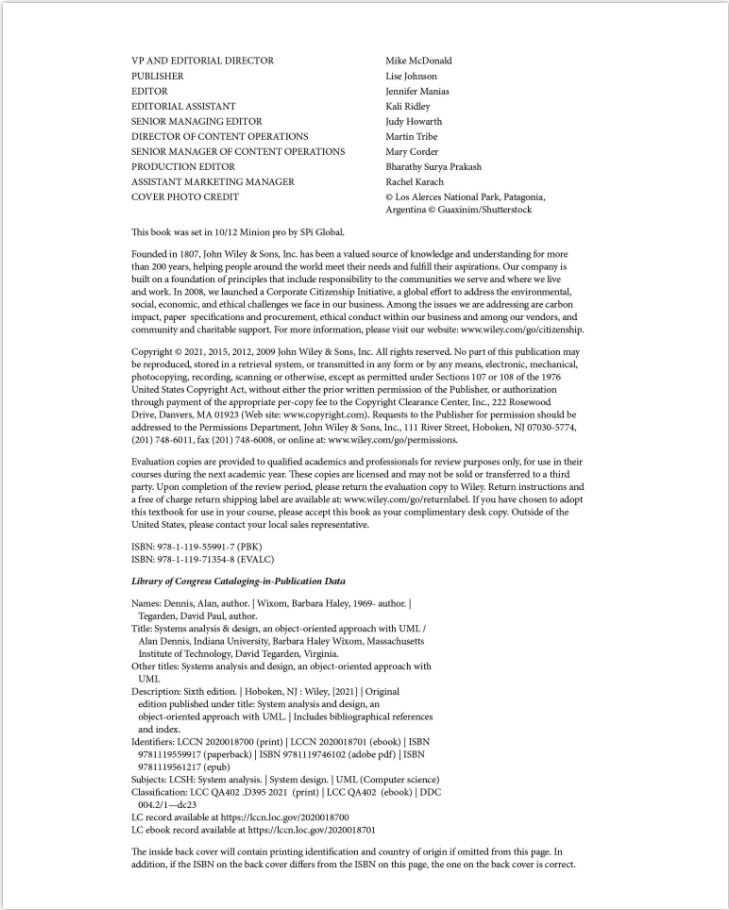 VP AND EDITORIAL DIRECTOR Mike McDonald
PUBLISHER Lise Johnson
EDITOR Jennifer Manias
EDITORIAL ASSISTANT Kali Ridley
SENIOR MANAGING EDITOR Judy Howarth
DIRECTOR OF CONTENT OPERATIONS Martin Tribe
SENIOR MANAGER OF CONTENT OPERATIONS Mary Corder
PRODUCTION EDITOR Bharathy Surya Prakash
ASSISTANT MARKETING MANAGER Rachel Karach
COVER PHOTO CREDIT © Los Alerces National Park, Patagonia,
Argentina © Guaxinim/Shutterstock
This book was set in 10/12 Minion pro by SPi Global.
Founded in 1807, John Wiley & Sons, Inc. has been a valued source of knowledge and understanding for more
than 200 years, helping people around the world meet their needs and fulfill their aspirations. Our company is
built on a foundation of principles that include responsibility to the communities we serve and where we live
and work. In 2008, we launched a Corporate Citizenship Initiative, a global effort to address the environmental,
social, economic, and ethical challenges we face in our business. Among the issues we are addressing are carbon
impact, paper specifications and procurement, ethical conduct within our business and among our vendors, and
community and charitable support. For more information, please visit our website: www.wiley.com/go/citizenship.
Copyright © 2021, 2015, 2012, 2009 John Wiley & Sons, Inc. All rights reserved. No part of this publication may
be reproduced, stored in a retrieval system, or transmitted in any form or by any means, electronic, mechanical,
photocopying, recording, scanning or otherwise, except as permitted under Sections 107 or 108 of the 1976
United States Copyright Act, without either the prior written permission of the Publisher, or authorization
through payment of the appropriate per-copy fee to the Copyright Clearance Center, Inc., 222 Rosewood
Drive, Danvers, MA 01923 (Web site: www.copyright.com). Requests to the Publisher for permission should be
addressed to the Permissions Department, John Wiley & Sons, Inc., 111 River Street, Hoboken, NJ 07030-5774,
(201) 748-6011, fax (201) 748-6008, or online at: www.wiley.com/go/permissions.
Evaluation copies are provided to qualified academics and professionals for review purposes only, for use in their
courses during the next academic year. These copies are licensed and may not be sold or transferred to a third
party. Upon completion of the review period, please return the evaluation copy to Wiley. Return instructions and
a free of charge return shipping label are available at: www.wiley.com/go/returnlabel. If you have chosen to adopt
this textbook for use in your course, please accept this book as your complimentary desk copy. Outside of the
United States, please contact your local sales representative.
ISBN: 978-1-119-55991-7 (PBK)
ISBN: 978-1-119-71354-8 (EVALC)
Library of Congress Cataloging-in-Publication Data
Names: Dennis, Alan, author. | Wixom, Barbara Haley, 1969- author. |
Tegarden, David Paul, author.
Title: Systems analysis & design, an object-oriented approach with UML /
Alan Dennis, Indiana University, Barbara Haley Wixom, Massachusetts
Institute of Technology, David Tegarden, Virginia.
Other titles: Systems analysis and design, an object-oriented approach with
UML
Description: Sixth edition. | Hoboken, NJ : Wiley, [2021] | Original
edition published under title: System analysis and design, an
object-oriented approach with UML. | Includes bibliographical references
and index.
Identifiers: LCCN 2020018700 (print) | LCCN 2020018701 (ebook) | ISBN
9781119559917 (paperback) | ISBN 9781119746102 (adobe pdf) | ISBN
9781119561217 (epub)
Subjects: LCSH: System analysis. | System design. | UML (Computer science)
Classification: LCC QA402 .D395 2021 (print) | LCC QA402 (ebook) | DDC
004.2/1—dc23
LC record available at https://lccn.loc.gov/2020018700
LC ebook record available at https://lccn.loc.gov/2020018701
The inside back cover will contain printing identification and country of origin if omitted from this page. In
addition, if the ISBN on the back cover differs from the ISBN on this page, the one on the back cover is correct.